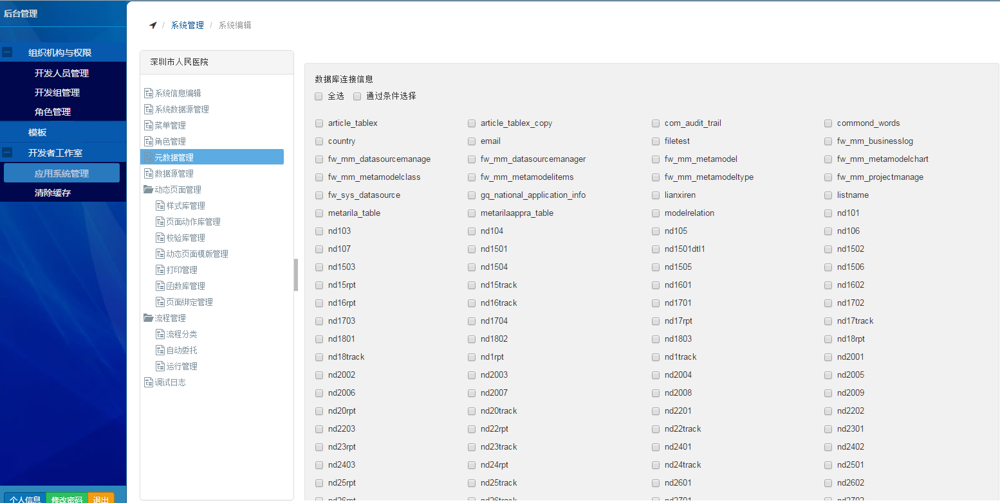 后台管理
组织机构与权限
开发人员管理
开发组管理
角色管理
模板
开发者工作室
应用系统管理
清除缓存
个人信息 修改密码 退出
/ 系统管理 / 系统编辑
深圳市人民医院
系统信息编辑
系统数据源管理
菜单管理
角色管理
元数据管理
数据源管理
动态页面管理
样式库管理
页面动作库管理
校验库管理
动态页面模版管理
打印管理
函数库管理
页面绑定管理
流程管理
流程分类
自动委托
运行管理
调试日志
数据库连接信息
全选 通过条件选择
article_tablex article_tablex_copy com_audit_trail commond_words
country email filetest fw_mm_businesslog
fw_mm_datasourcemanage fw_mm_datasourcemanager fw_mm_metamodel fw_mm_metamodelchart
fw_mm_metamodelclass fw_mm_metamodelitems fw_mm_metamodeltype fw_mm_projectmanage
fw_sys_datasource gq_national_application_info lianxiren listname
metarila_table metarilaappra_table modelrelation nd101
nd103 nd104 nd105 nd106
nd107 nd1501 nd1501dtl1 nd1502
nd1503 nd1504 nd1505 nd1506
nd15rpt nd15track nd1601 nd1602
nd16rpt nd16track nd1701 nd1702
nd1703 nd1704 nd17rpt nd17track
nd1801 nd1802 nd1803 nd18rpt
nd18track nd1rpt nd1track nd2001
nd2002 nd2003 nd2004 nd2005
nd2006 nd2007 nd2008 nd2009
nd20rpt nd20track nd2201 nd2202
nd2203 nd22rpt nd22track nd2301
nd23rpt nd23track nd2401 nd2402
nd2403 nd24rpt nd24track nd2501
nd25rpt nd25track nd2601 nd2602
nd26rpt nd26track nd2701 nd2702